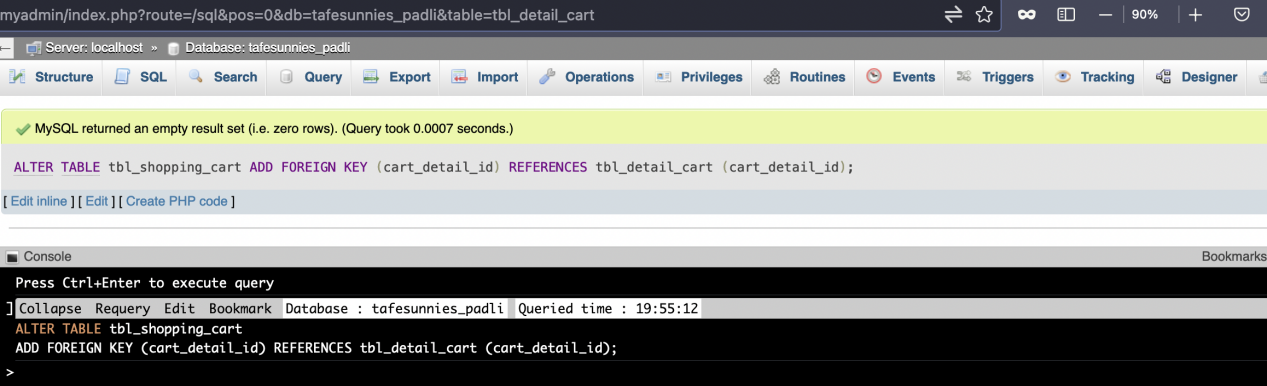 myadmin/index.php?route=/sql&pos=0&db=tafesunnies_padli&table=tbl_detail_cart 90%
Server: localhost » Database: tafesunnies_padli
Structure SQL Search Query Export Import Operations Privileges Routines Events Triggers Tracking Designer
MySQL returned an empty result set (i.e. zero rows). (Query took 0.0007 seconds.)
ALTER TABLE tbl_shopping_cart ADD FOREIGN KEY (cart_detail_id) REFERENCES tbl_detail_cart (cart_detail_id);
[ Edit inline ] [ Edit ] [ Create PHP code ]
Console Bookmarks
Press Ctrl+Enter to execute query
] Collapse Requery Edit Bookmark Database : tafesunnies_padli Queried time : 19:55:12
ALTER TABLE tbl_shopping_cart
ADD FOREIGN KEY (cart_detail_id) REFERENCES tbl_detail_cart (cart_detail_id);
>